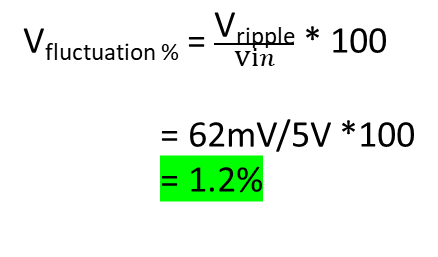 Vfluctuation % = Vripple/Vin * 100
= 62mV/5V *100
= 1.2%